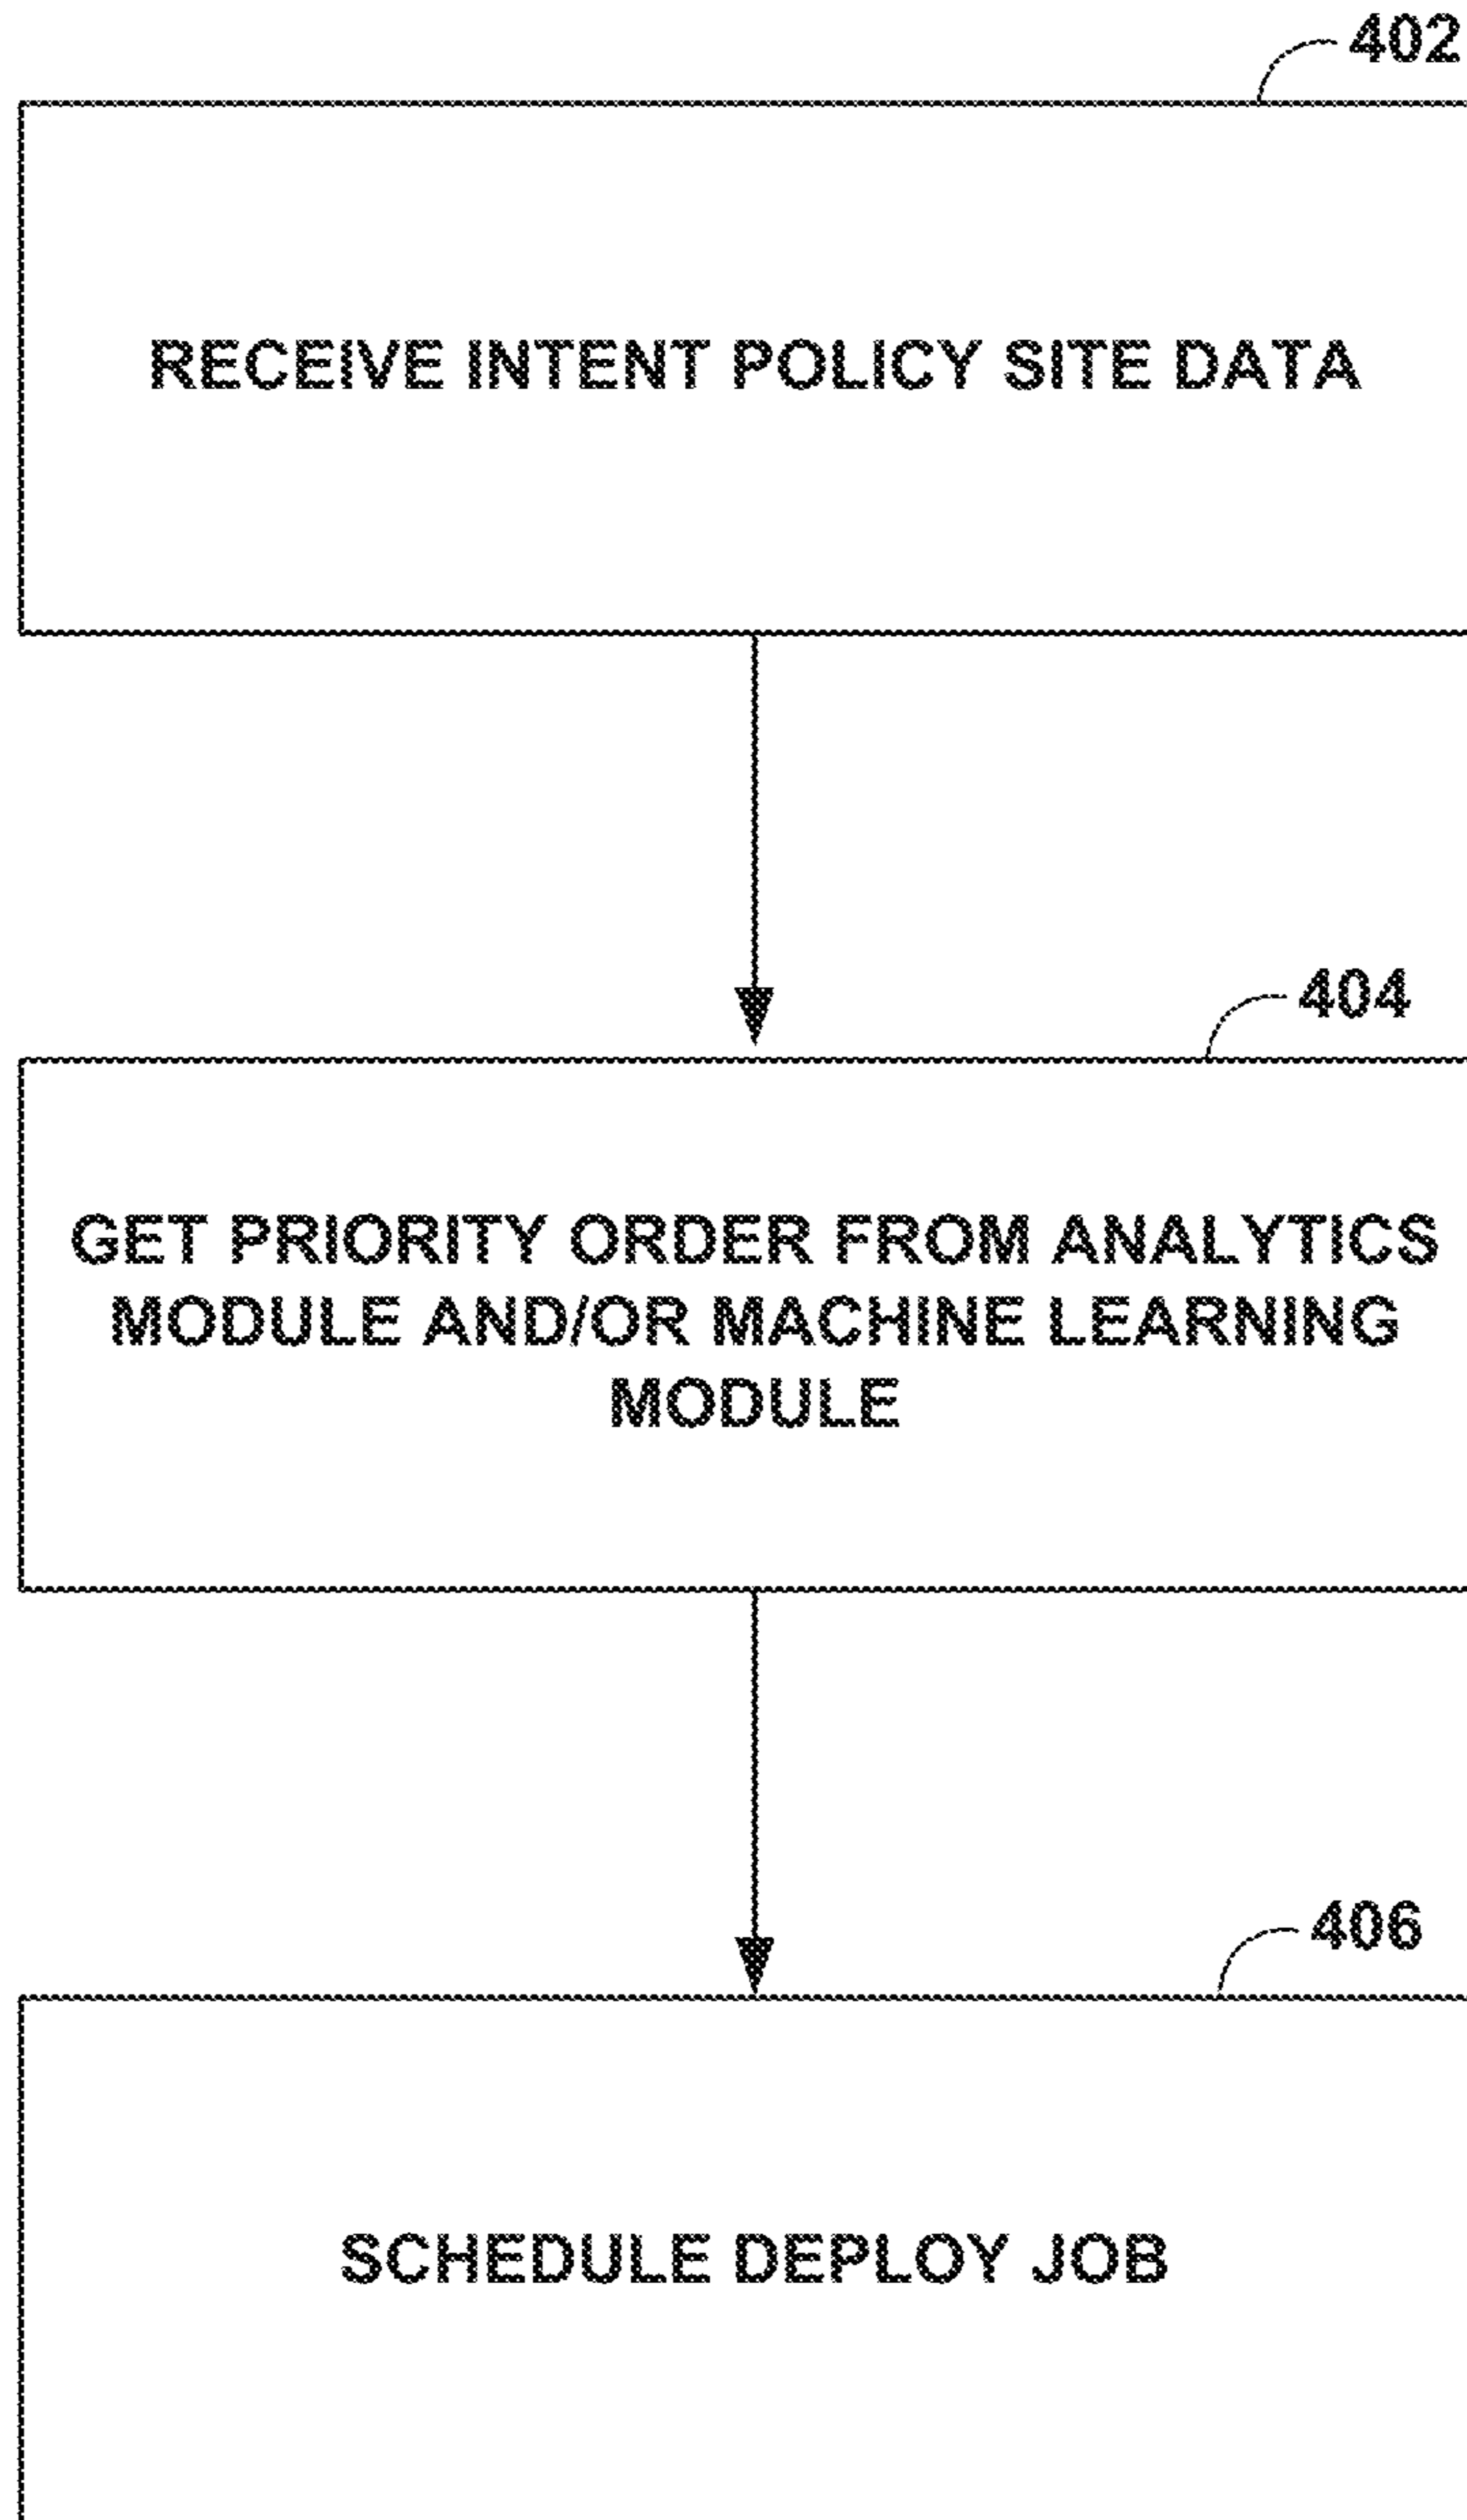 402
RECEIVE INTENT POLICY SITE DATA
404
GET PRIORITY ORDER FROM ANALYTICS
MODULE AND/OR MACHINE LEARNING
MODULE
406
SCHEDULE DEPLOY JOB